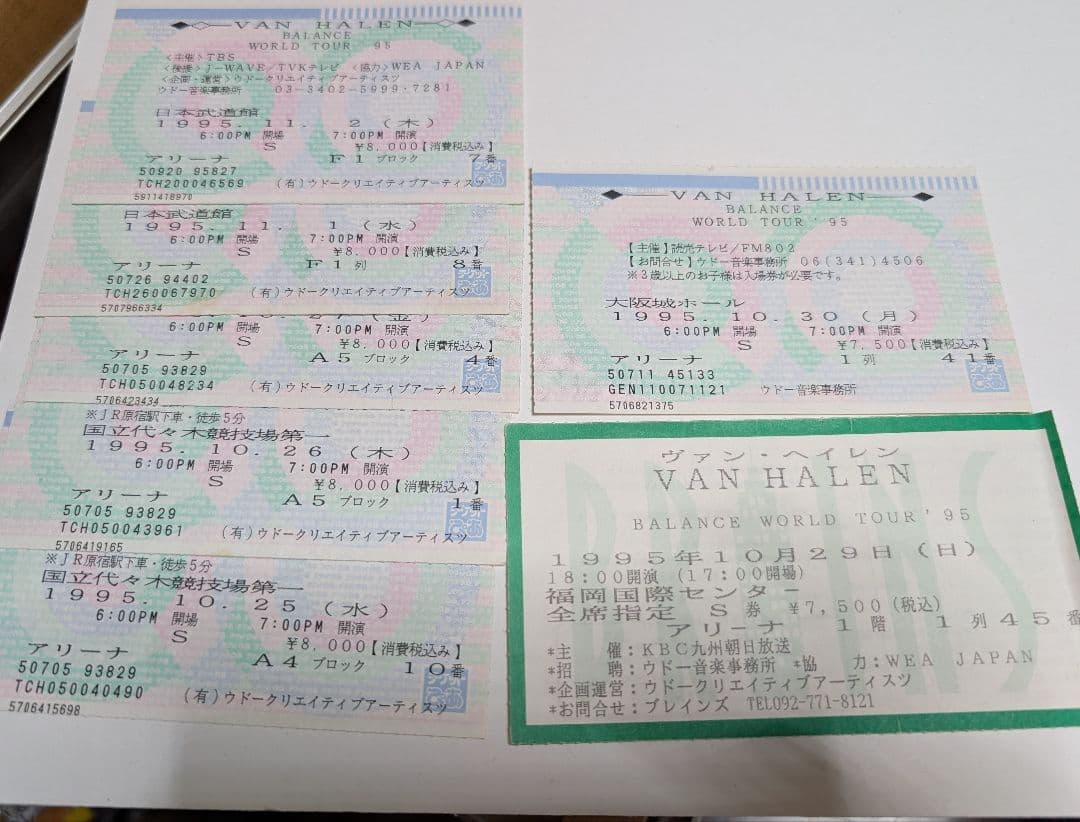 VAN HALEN
BALANCE
WORLD TOUR '95
<主催>TBS
<後援>J-WAVE/TVKテレビ <協力>WEA JAPAN
<企画・運営>ウドークリエイティブアーティスツ
ウドー音楽事務所 03-3402-5999・7281
日本武道館
1995. 11. 2 (木)
6:00PM 開場 7:00PM 開演
S ¥8,000【消費税込み】
アリーナ F1 ブロック 7番
50920 95827
TCH200046569 (有)ウドークリエイティブアーティスツ
5911418970
日本武道館
1995. 11. 1 (水)
6:00PM 開場 7:00PM 開演
S ¥8,000【消費税込み】
アリーナ F1 列 8番
50726 94402
TCH260067970 (有)ウドークリエイティブアーティスツ
5707966334
10. 27 (金)
6:00PM 開場 7:00PM 開演
S ¥8,000【消費税込み】
アリーナ A5 ブロック 4番
50705 93829
TCH050048234 (有)ウドークリエイティブアーティスツ
5706423434
※JR原宿駅下車・徒歩5分
国立代々木競技場第一
1995. 10. 26 (木)
6:00PM 開場 7:00PM 開演
S ¥8,000【消費税込み】
アリーナ A5 ブロック 1番
50705 93829
TCH050043961 (有)ウドークリエイティブアーティスツ
5706419165
※JR原宿駅下車・徒歩5分
国立代々木競技場第一
1995. 10. 25 (水)
6:00PM 開場 7:00PM 開演
S ¥8,000【消費税込み】
アリーナ A4 ブロック 10番
50705 93829
TCH050040490 (有)ウドークリエイティブアーティスツ
5706415698
VAN HALEN
BALANCE
WORLD TOUR '95
【主催】読売テレビ/FM802
【お問合せ】ウドー音楽事務所 06(341)4506
※3歳以上のお子様は入場券が必要です。
大阪城ホール
1995. 10. 30 (月)
6:00PM 開場 7:00PM 開演
S ¥7,500【消費税込み】
アリーナ 1列 41番
50711 45133
GEN110071121 ウドー音楽事務所
5706821375
ヴァン・ヘイレン
VAN HALEN
BALANCE WORLD TOUR '95
1995年10月29日(日)
18:00開演 (17:00開場)
福岡国際センター
全席指定 S 券 ¥7,500(税込)
アリーナ 1階 1列45番
*主 催:KBC九州朝日放送
*招 聘:ウドー音楽事務所 *協 力:WEA JAPAN
*企画運営:ウドークリエイティブアーティスツ
*お問合せ:ブレインズ TEL092-771-8121